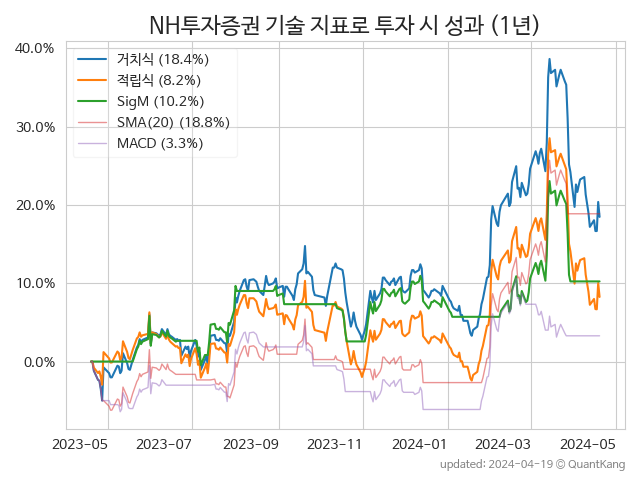 NH투자증권 기술 지표로 투자 시 성과 (1년)
40.0%
30.0%
20.0%
10.0%
0.0%
거치식 (18.4%)
적립식 (8.2%)
SigM (10.2%)
SMA(20) (18.8%)
MACD (3.3%)
2023-05 2023-07 2023-09 2023-11 2024-01 2024-03 2024-05
updated: 2024-04-19 ⓒ QuantKang